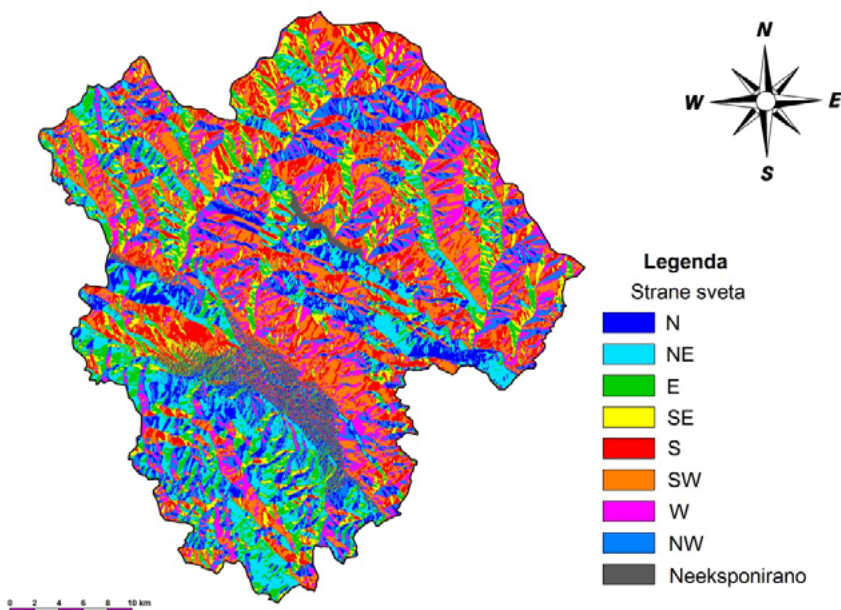 N
W
E
S
Legenda
Strane sveta
N
NE
E
SE
S
SW
W
NW
Neeksponirano
0 2 4 6 8 10 km